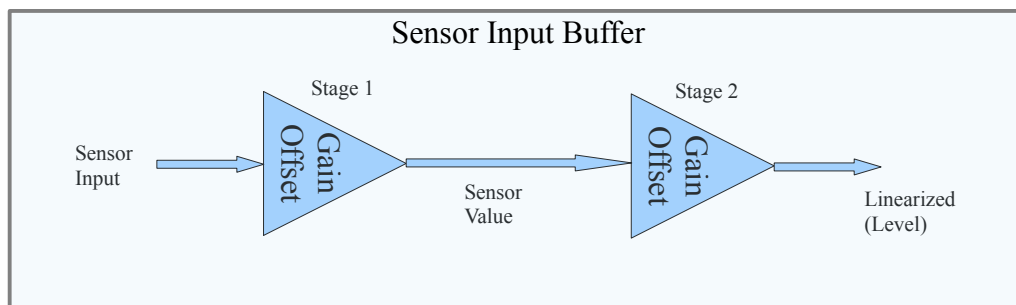 Sensor Input Buffer
Stage 1
Stage 2
Sensor
Input
Gain
Offset
Sensor
Value
Gain
Offset
Linearized
(Level)